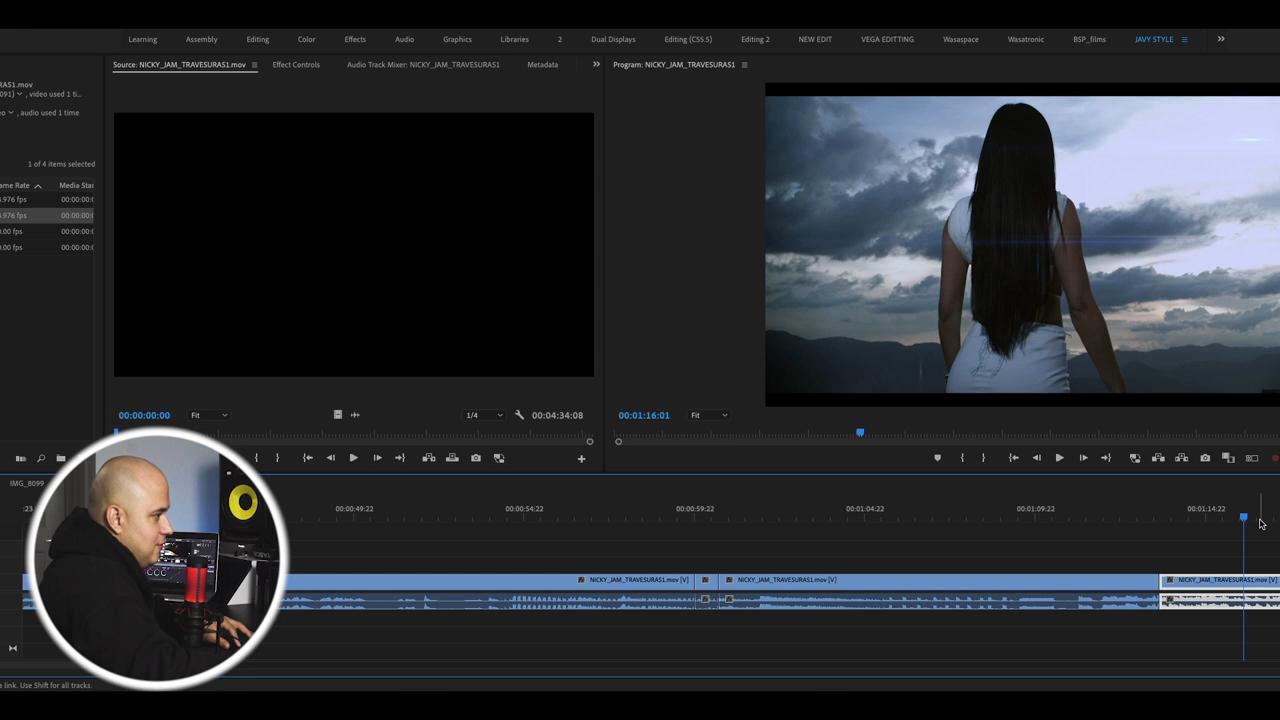 Learning Assembly Editing Color Effects Audio Graphics Libraries 2 Dual Displays Editing (CS5.5) Editing 2 NEW EDIT VEGA EDITTING Wasaspace Wasatronic BSP_films JAVY STYLE
Source: NICKY_JAM_TRAVESURAS1.mov Effect Controls Audio Track Mixer: NICKY_JAM_TRAVESURAS1 Metadata Program: NICKY_JAM_TRAVESURAS1
RAS1.mov
091) , video used 1 ti...
eo , audio used 1 time
1 of 4 items selected
ame Rate Media Star
.976 fps 00:00:00:0
.976 fps 00:00:00:0
0.00 fps 00:00:00:0
0.00 fps 00:00:00:0
00:00:00:00 Fit 1/4 00:04:34:08 00:01:16:01 Fit
IMG_8099
:23 00:00:49:22 00:00:54:22 00:00:59:22 00:01:04:22 00:01:09:22 00:01:14:22
NICKY_JAM_TRAVESURAS1.mov [V] NICKY_JAM_TRAVESURAS1.mov [V] NICKY_JAM_TRAVESURAS1.mov [V]
e link. Use Shift for all tracks.